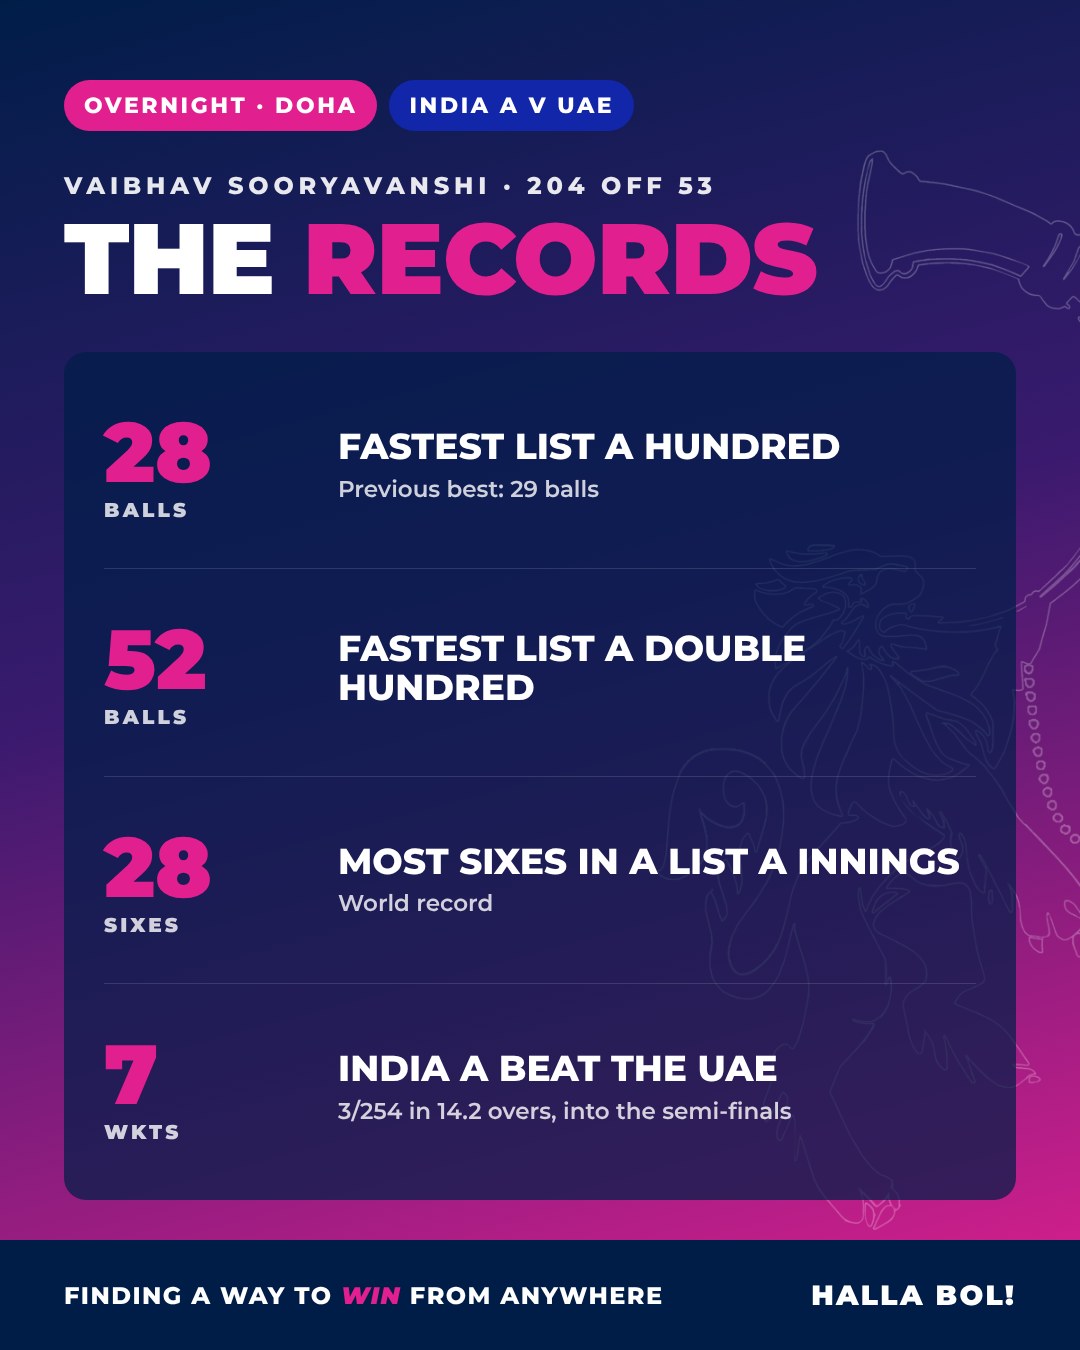 OVERNIGHT · DOHA
INDIA A V UAE
VAIBHAV SOORYAVANSHI · 204 OFF 53
THE RECORDS
28
BALLS
FASTEST LIST A HUNDRED
Previous best: 29 balls
52
BALLS
FASTEST LIST A DOUBLE
HUNDRED
28
SIXES
MOST SIXES IN A LIST A INNINGS
World record
7
WKTS
INDIA A BEAT THE UAE
3/254 in 14.2 overs, into the semi-finals
FINDING A WAY TO WIN FROM ANYWHERE
HALLA BOL!